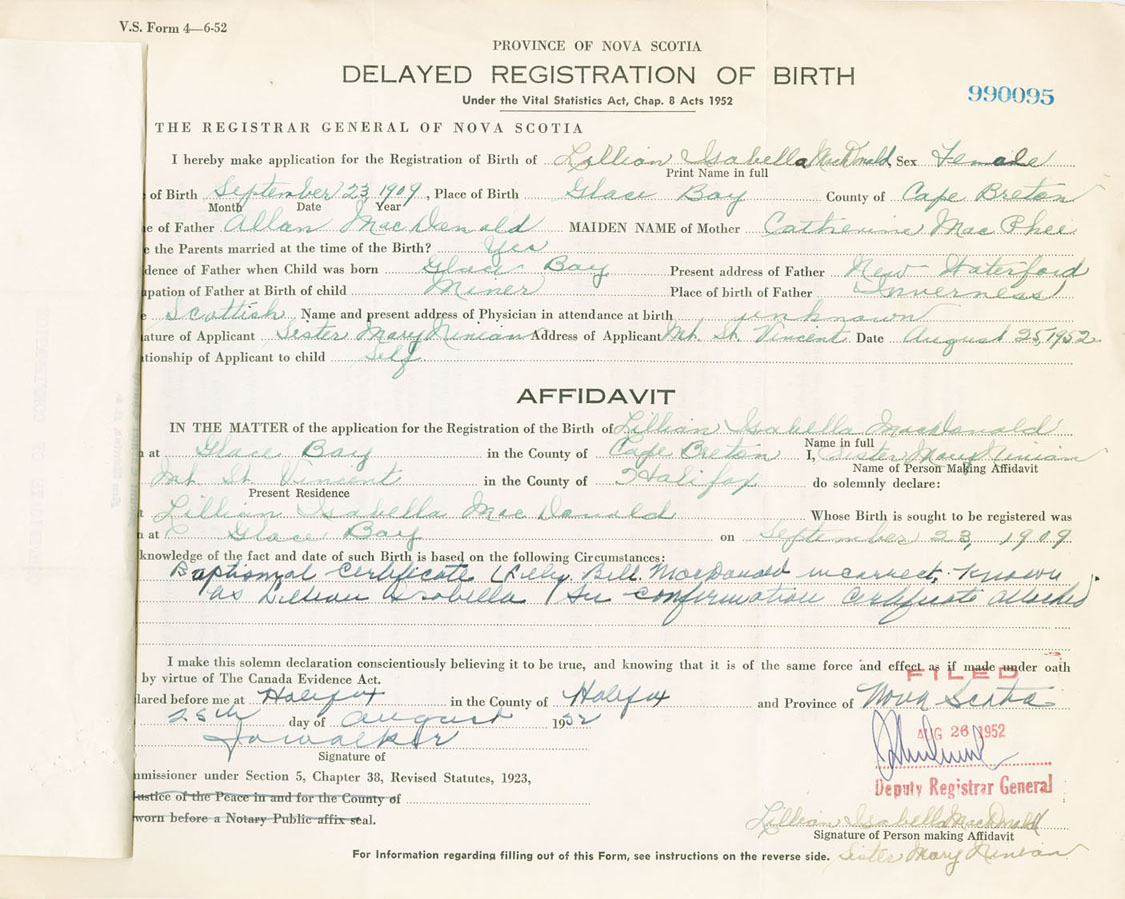 V.S. Form 4—6-52
PROVINCE OF NOVA SCOTIA
DELAYED REGISTRATION OF BIRTH
Under the Vital Statistics Act, Chap. 8 Acts 1952
990095
THE REGISTRAR GENERAL OF NOVA SCOTIA
I hereby make application for the Registration of Birth of Lillian Isabella MacDonald, Sex Female
Print Name in full
of Birth September 23 1909, Place of Birth Glace Bay County of Cape Breton
Month Date Year
e of Father Allan MacDonald MAIDEN NAME of Mother Catherine MacPhee
e the Parents married at the time of the Birth? Yes
dence of Father when Child was born Glace Bay Present address of Father New Waterford
pation of Father at Birth of child Miner Place of birth of Father Inverness
e Scottish Name and present address of Physician in attendance at birth unknown
ature of Applicant Sister Mary Ninian Address of Applicant Mt. St. Vincent Date August 25, 1952
tionship of Applicant to child Self
AFFIDAVIT
IN THE MATTER of the application for the Registration of the Birth of Lillian Isabella MacDonald
Name in full
n at Glace Bay in the County of Cape Breton I, Sister Mary Ninian
Name of Person Making Affidavit
Mt. St. Vincent in the County of Halifax do solemnly declare:
Present Residence
t Lillian Isabella MacDonald Whose Birth is sought to be registered was
n at Glace Bay on September 23, 1909
knowledge of the fact and date of such Birth is based on the following Circumstances:
Baptismal Certificate Bell MacDonald incorrect, Known
as Lillian Isabella / See confirmation certificate attached
I make this solemn declaration conscientiously believing it to be true, and knowing that it is of the same force and effect as if made under oath
by virtue of The Canada Evidence Act.
FILED
lared before me at Halifax in the County of Halifax and Province of Nova Scotia
25th day of August 1952
AUG 26 1952
Signature of
mmissioner under Section 5, Chapter 38, Revised Statutes, 1923,
Deputy Registrar General
ustice of the Peace in and for the County of
worn before a Notary Public affix seal.
Lillian Isabella MacDonald
Signature of Person making Affidavit
For Information regarding filling out of this Form, see instructions on the reverse side. Sister Mary Ninian